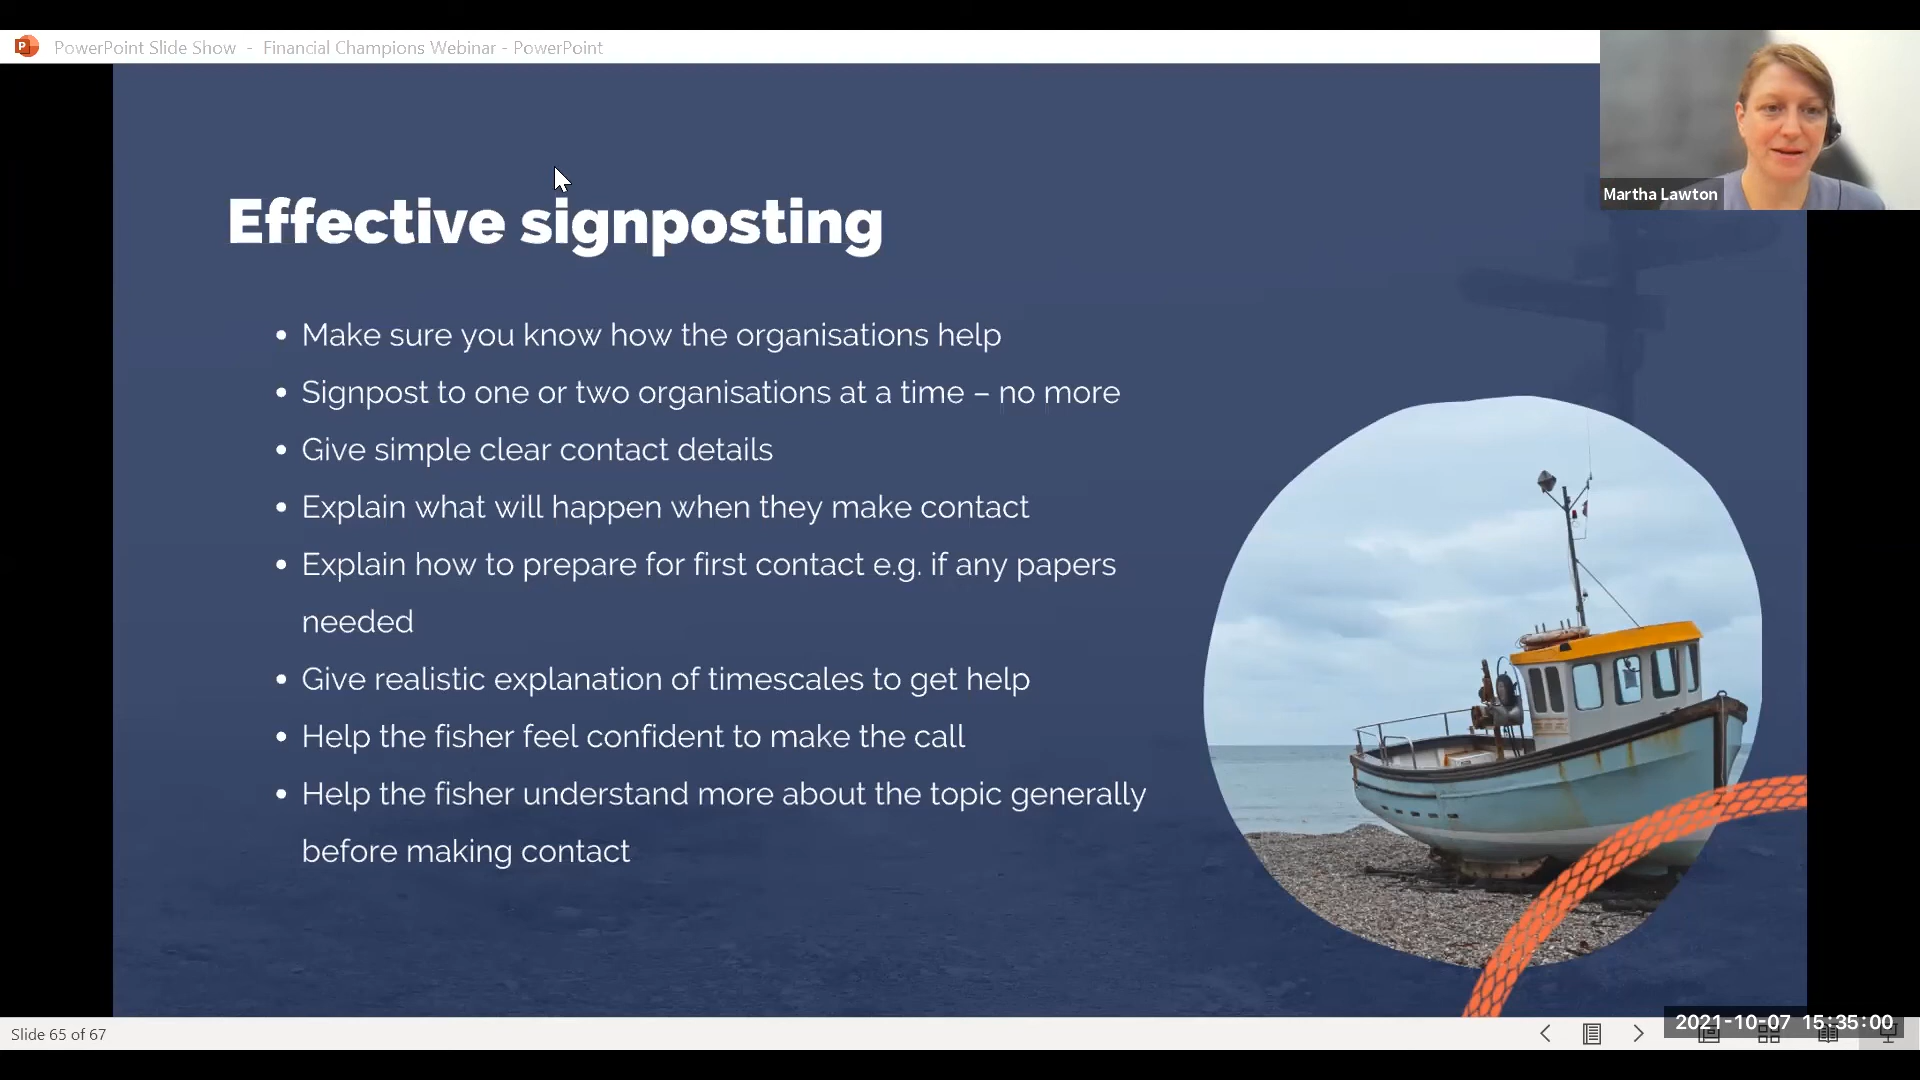 PowerPoint Slide Show - Financial Champions Webinar - PowerPoint
Martha Lawton
Effective signposting
• Make sure you know how the organisations help
• Signpost to one or two organisations at a time – no more
• Give simple clear contact details
• Explain what will happen when they make contact
• Explain how to prepare for first contact e.g. if any papers
needed
• Give realistic explanation of timescales to get help
• Help the fisher feel confident to make the call
• Help the fisher understand more about the topic generally
before making contact
Slide 65 of 67
2021-10-07 15:35:00